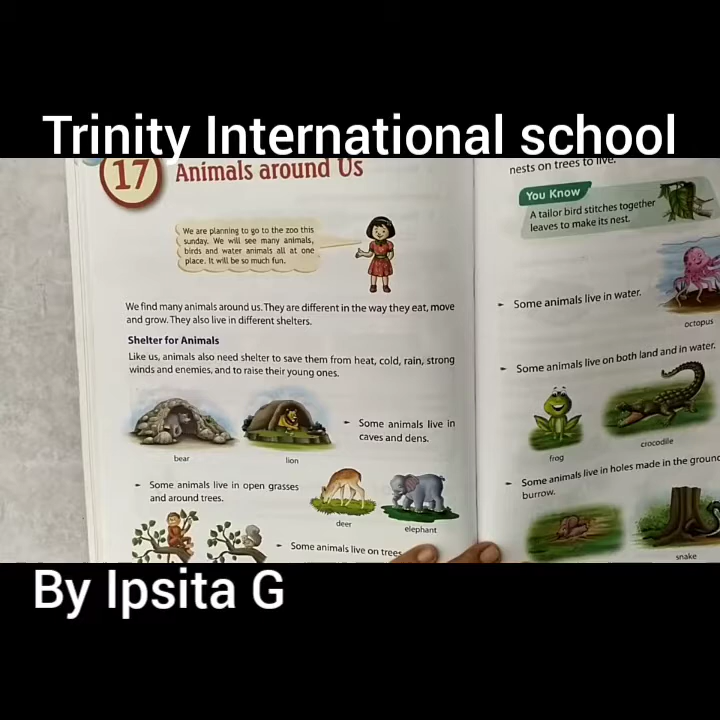 Trinity International school
17
Animals around Us
We are planning to go to the zoo this
sunday. We will see many animals,
birds and water animals all at one
place. It will be so much fun.
We find many animals around us. They are different in the way they eat, move
and grow. They also live in different shelters.
Shelter for Animals
Like us, animals also need shelter to save them from heat, cold, rain, strong
winds and enemies, and to raise their young ones.
bear
lion
Some animals live in
caves and dens.
Some animals live in open grasses
and around trees.
deer
elephant
Some animals live on trees
nests on trees to live.
You Know
A tailor bird stitches together
leaves to make its nest.
Some animals live in water.
octopus
Some animals live on both land and in water.
frog
crocodile
Some animals live in holes made in the ground
burrow.
snake
By Ipsita G